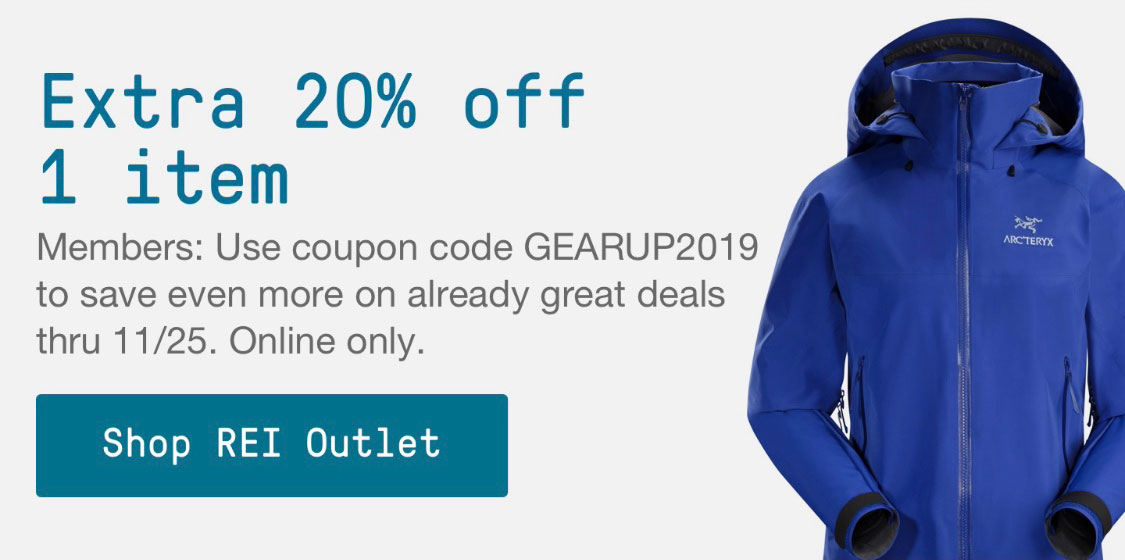 Extra 20% off
1 item
Members: Use coupon code GEARUP2019
to save even more on already great deals
thru 11/25. Online only.
Shop REI Outlet
ARC'TERYX